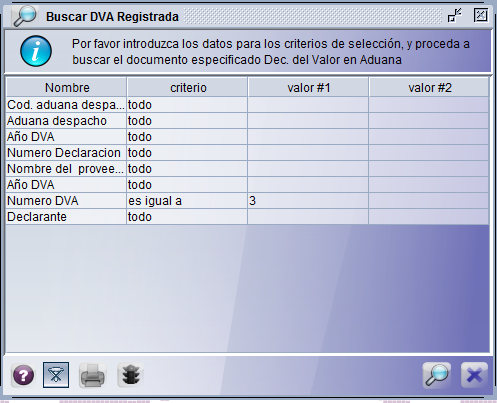 Buscar DVA Registrada
Por favor introduzca los datos para los criterios de selección, y proceda a
buscar el documento especificado Dec. del Valor en Aduana
Nombre criterio valor #1 valor #2
Cod. aduana despa... todo
Aduana despacho todo
Año DVA todo
Numero Declaracion todo
Nombre del provee... todo
Año DVA todo
Numero DVA es igual a 3
Declarante todo